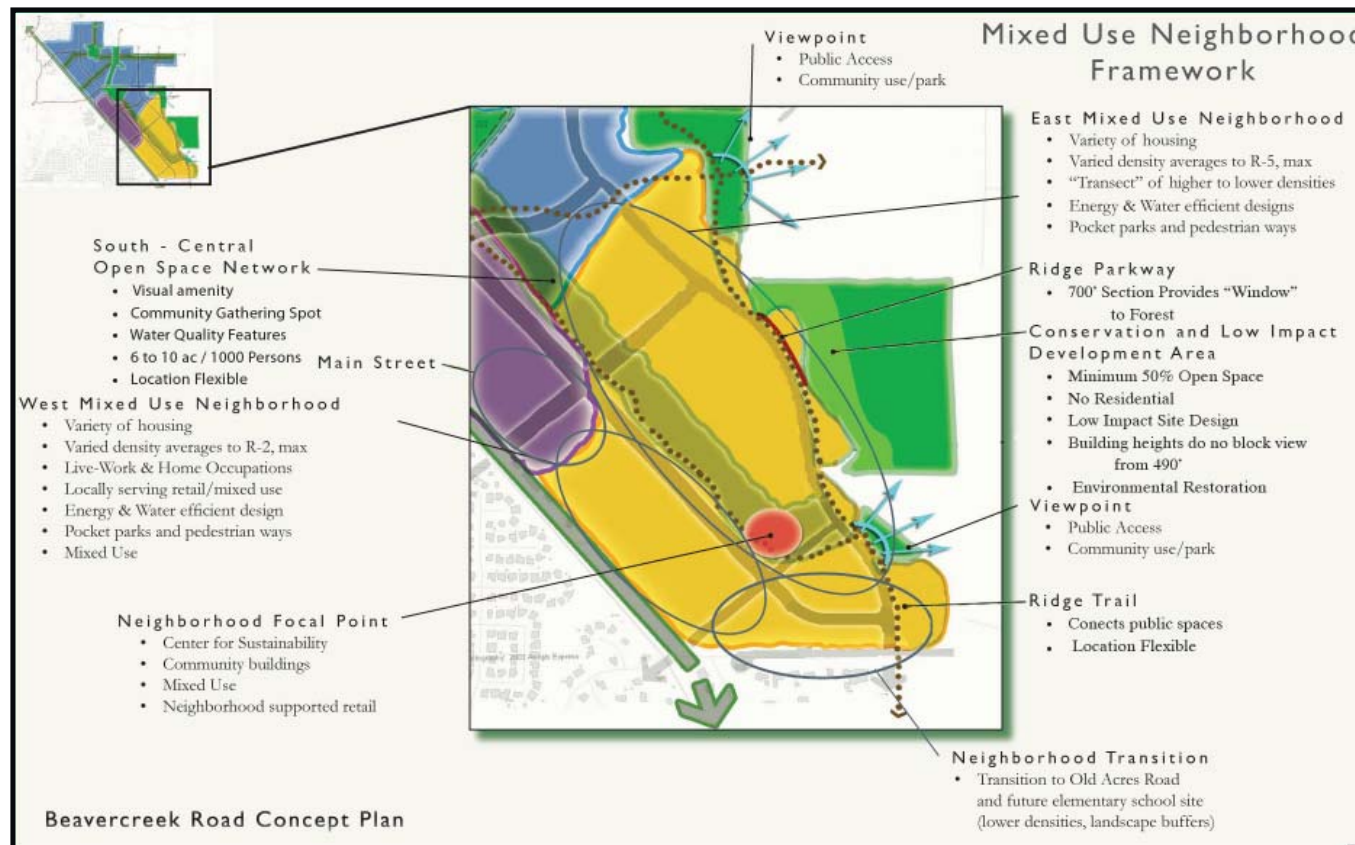 Mixed Use Neighborhood
Framework
Viewpoint
• Public Access
• Community use/park
East Mixed Use Neighborhood
• Variety of housing
• Varied density averages to R-5, max
• “Transect” of higher to lower densities
• Energy & Water efficient designs
• Pocket parks and pedestrian ways
Ridge Parkway
• 700' Section Provides “Window”
to Forest
Conservation and Low Impact
Development Area
• Minimum 50% Open Space
• No Residential
• Low Impact Site Design
• Building heights do no block view
from 490'
• Environmental Restoration
Viewpoint
• Public Access
• Community use/park
Ridge Trail
• Conects public spaces
• Location Flexible
Neighborhood Transition
• Transition to Old Acres Road
and future elementary school site
(lower densities, landscape buffers)
South - Central
Open Space Network
• Visual amenity
• Community Gathering Spot
• Water Quality Features
• 6 to 10 ac / 1000 Persons
• Location Flexible
Main Street
West Mixed Use Neighborhood
• Variety of housing
• Varied density averages to R-2, max
• Live-Work & Home Occupations
• Locally serving retail/mixed use
• Energy & Water efficient design
• Pocket parks and pedestrian ways
• Mixed Use
Neighborhood Focal Point
• Center for Sustainability
• Community buildings
• Mixed Use
• Neighborhood supported retail
Beavercreek Road Concept Plan